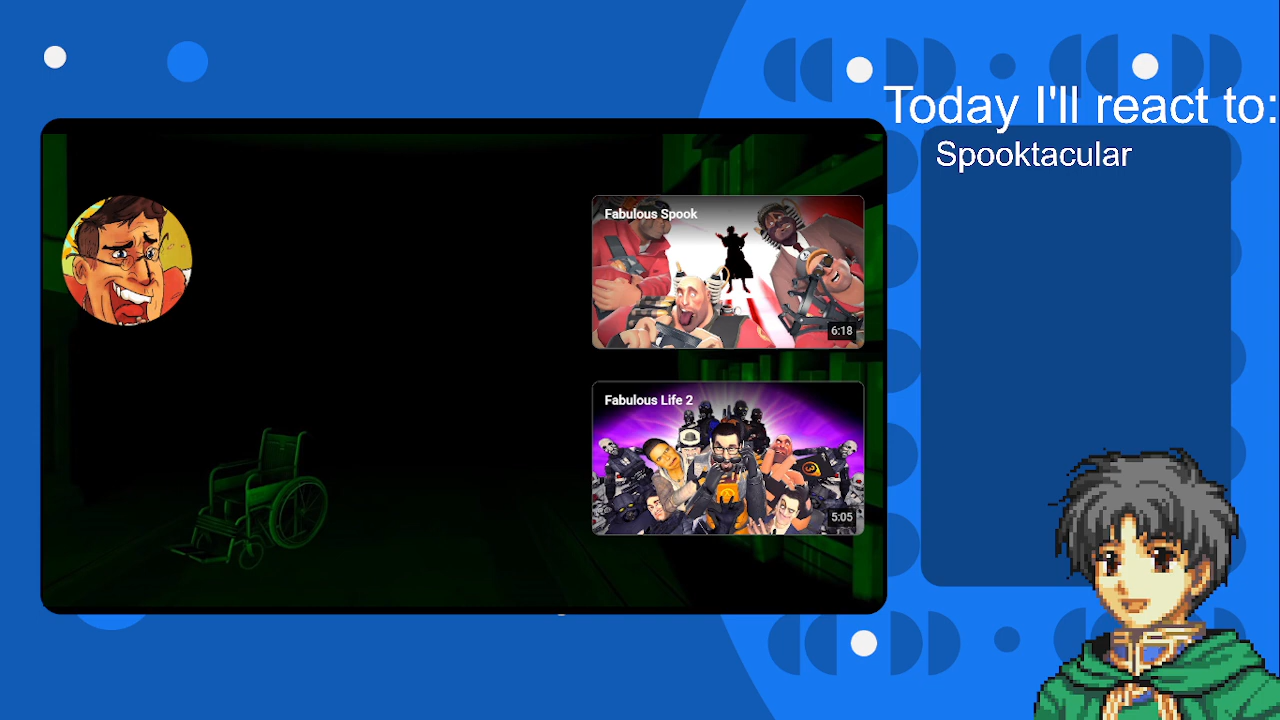 Today I'll react to:
Spooktacular
Fabulous Spook
6:18
Fabulous Life 2
5:05